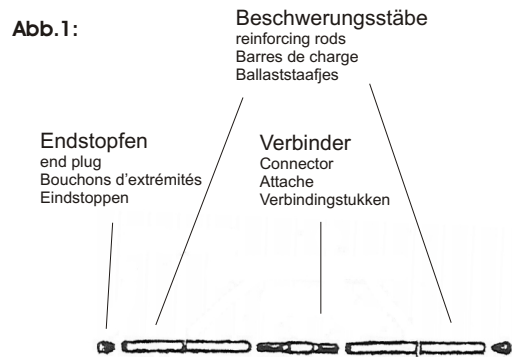 Abb.1:
Beschwerungsstäbe
reinforcing rods
Barres de charge
Ballaststaafjes
Endstopfen
end plug
Bouchons d'extrémités
Eindstoppen
Verbinder
Connector
Attache
Verbindingstukken